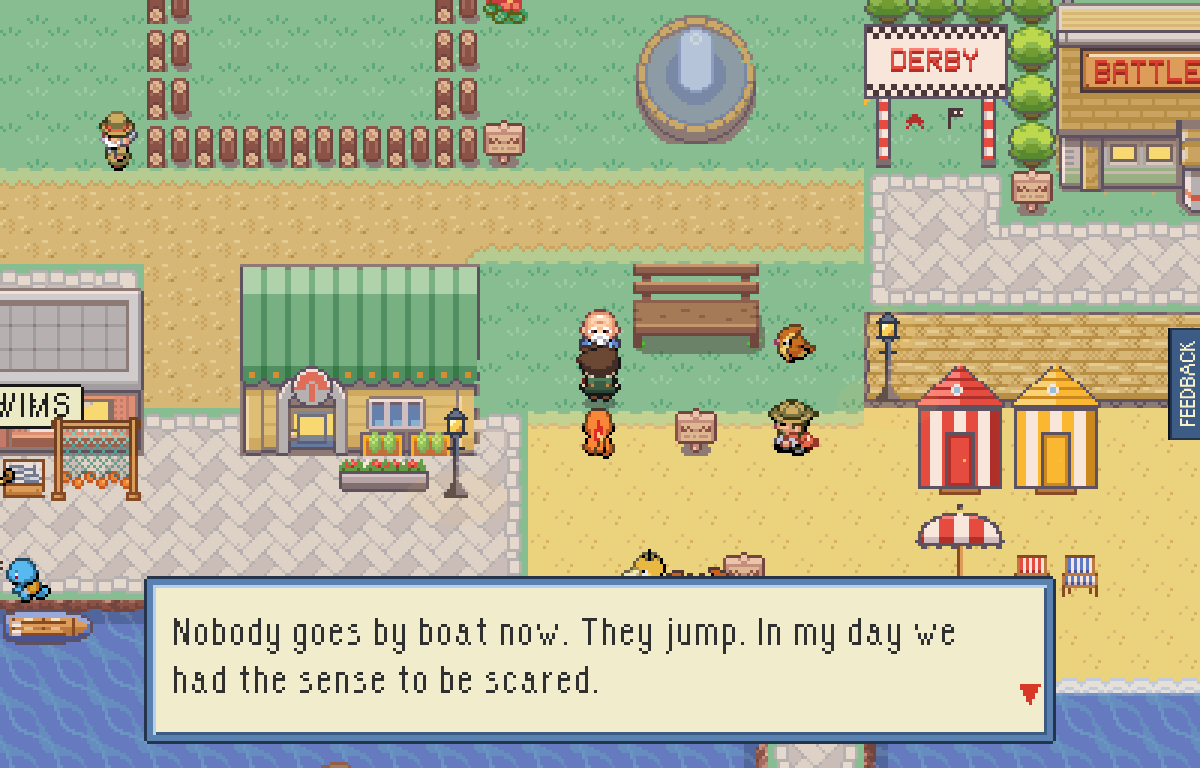 DERBY
BATTLE
WIMS
FEEDBACK
Nobody goes by boat now. They jump. In my day we
had the sense to be scared.